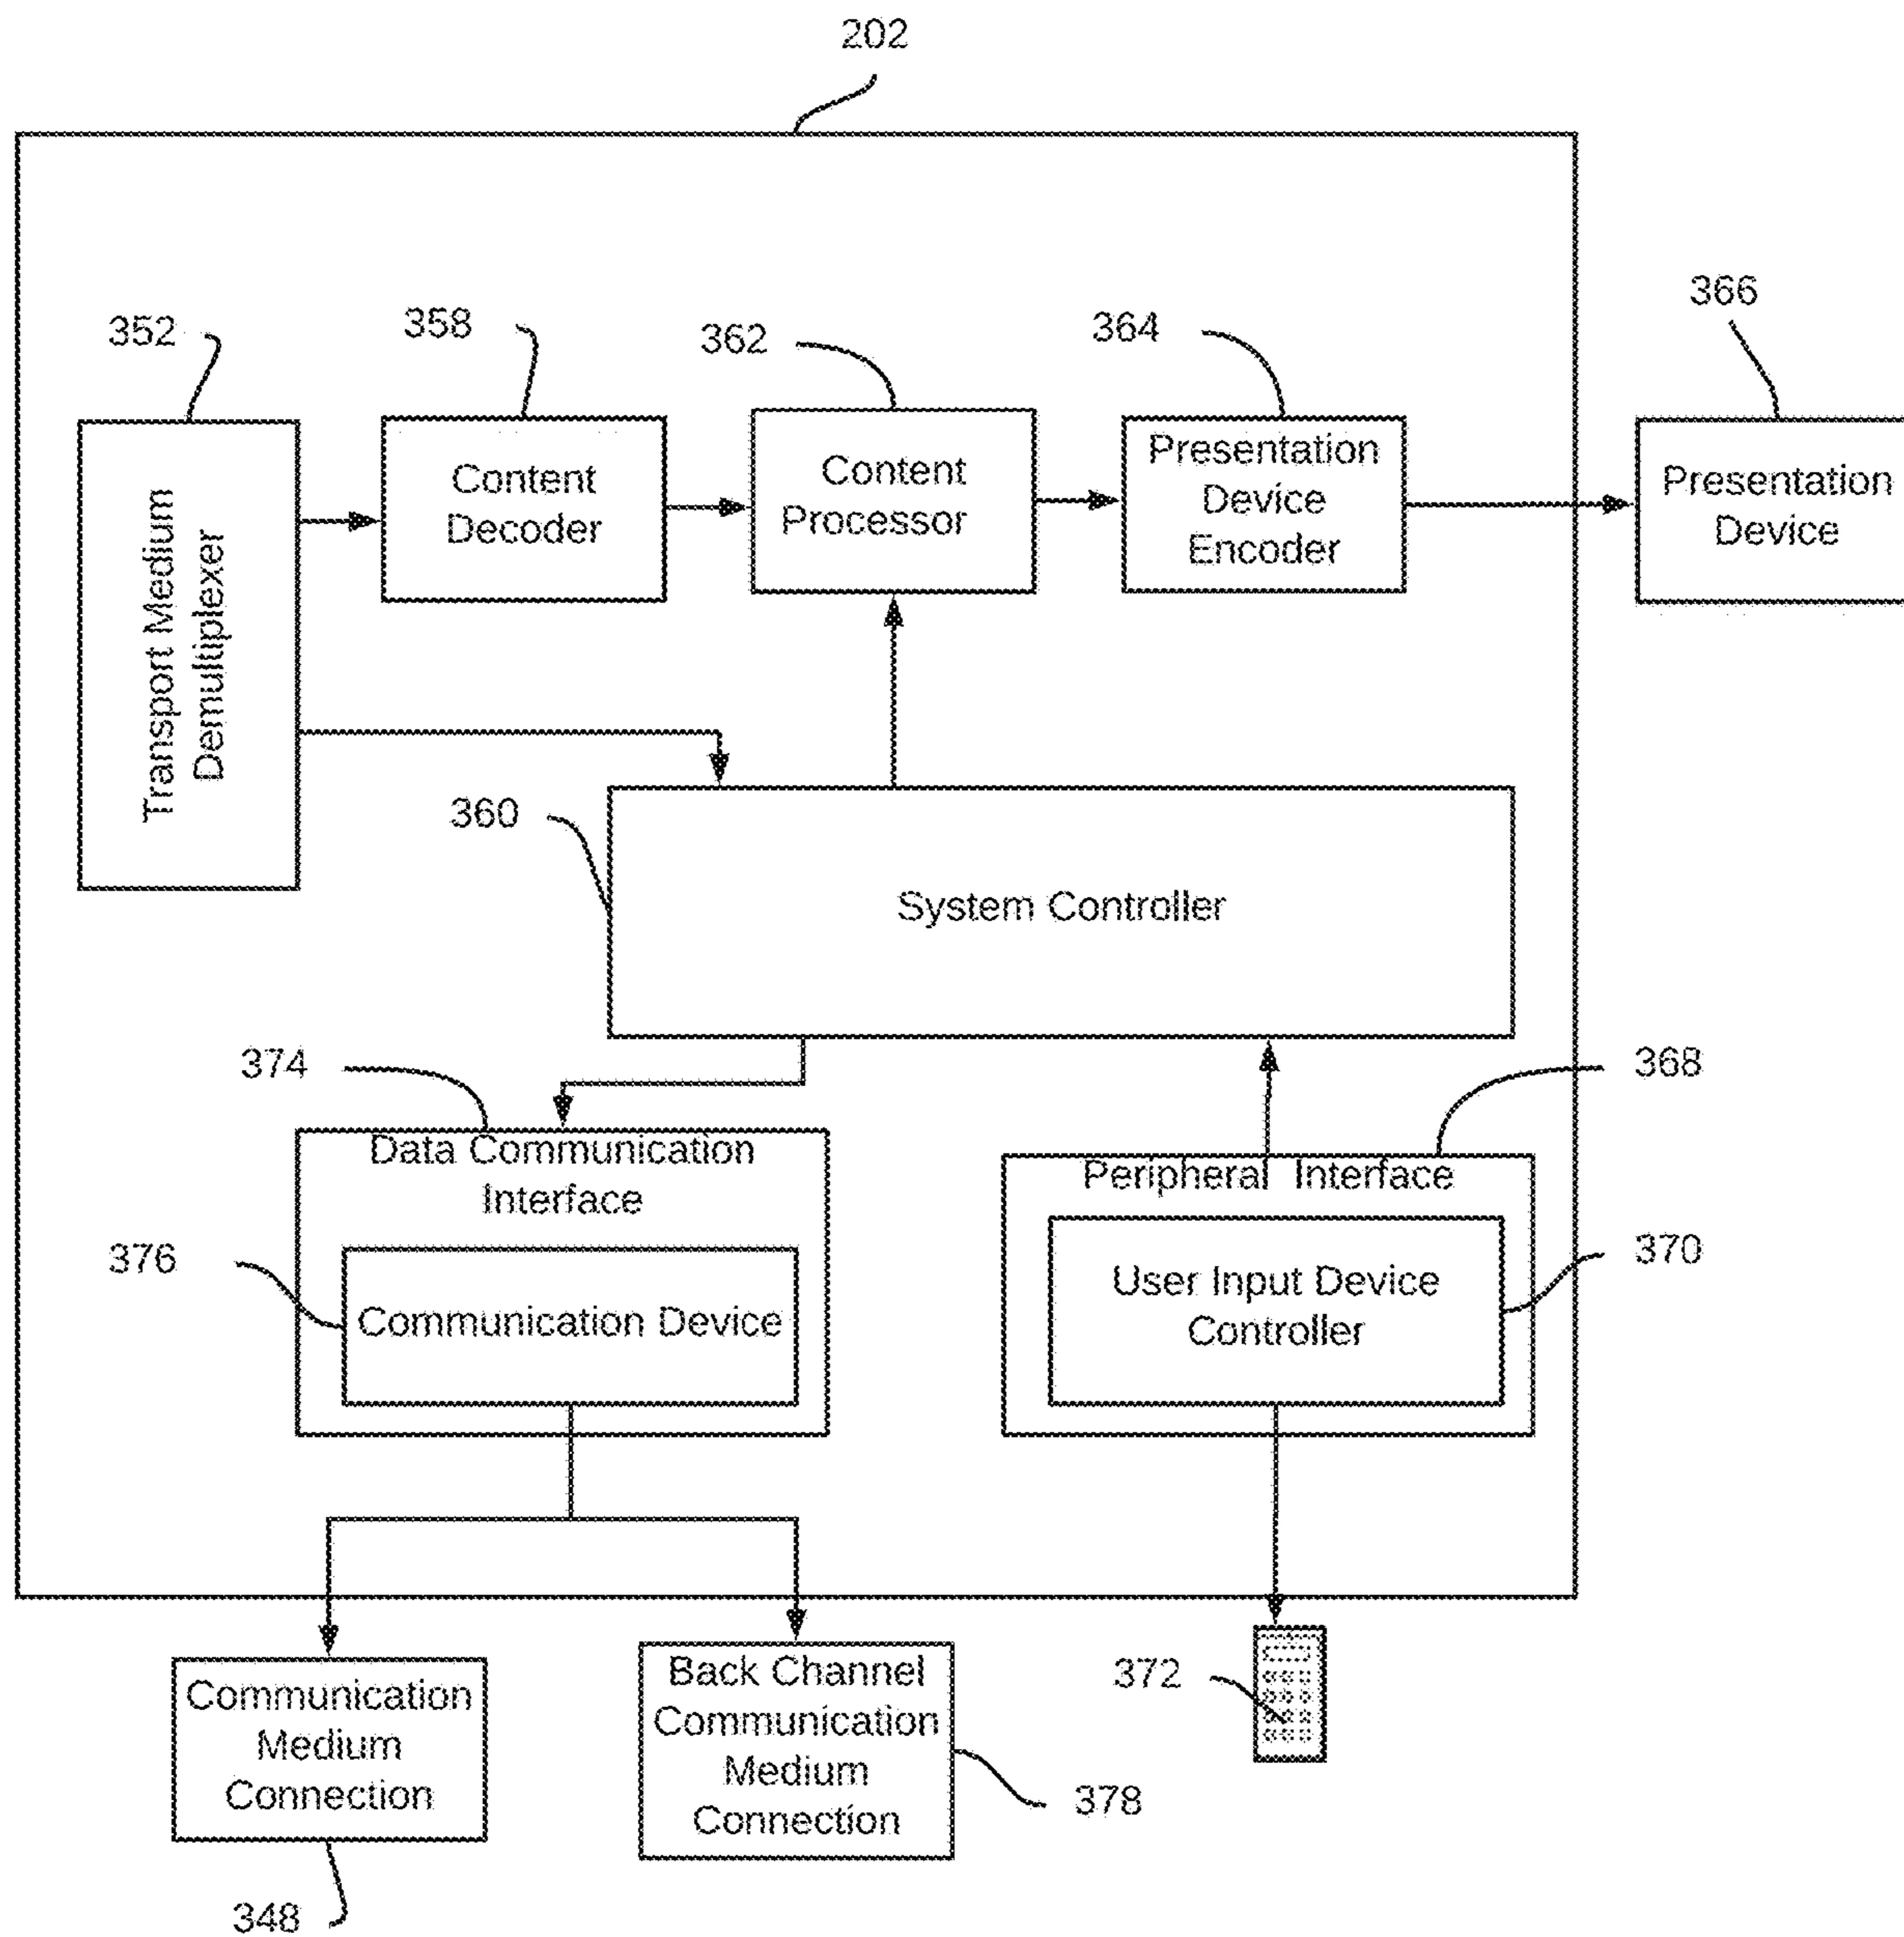 202
352
358
362
364
366
Transport Medium
Demultiplexer
Content
Decoder
Content
Processor
Presentation
Device
Encoder
Presentation
Device
360
System Controller
374
368
Data Communication
Interface
Peripheral Interface
376
Communication Device
User Input Device
Controller
370
Communication
Medium
Connection
Back Channel
Communication
Medium
Connection
372
378
348